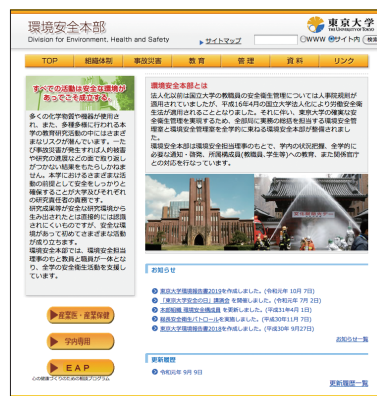 環境安全本部
Division for Environment, Health and Safety
サイトマップ
東京大学
THE UNIVERSITY OF TOKYO
WWW サイト内 検索
TOP 組織体制 事故災害 教 育 管 理 資 料 リンク
すべての活動は安全な環境が
あってこそ成立する
多くの化学物質や機器が使用さ
れ、また、多種多様に行われる本
学の教育研究活動の中にはさまざ
まなリスクが潜んでいます。一た
び事故災害が発生すれば人的被害
や研究の進展などの面で取り返し
がつかない結果をもたらしかねま
せん。本学におけるさまざまな活
動の前提として安全をしっかりと
確保することが大学及びそれぞれ
の研究責任者の責務です。
研究成果等が安全な研究環境から
生み出されたとは直接的には認識
されにくいものですが、安全な環
境があって初めてさまざまな活動
が成り立ちます。
環境安全本部では、環境安全担当
理事のもと教員と職員が一体とな
り、全学の安全衛生活動を支援し
ています。
産業医・産業保健
学内専用
EAP
心の健康づくりのための相談プログラム
環境安全本部とは
法人化以前は国立大学の教職員の安全衛生管理については人事院規則が
適用されていましたが、平成16年4月の国立大学法人化により労働安全衛
生法が適用されることとなりました。それに伴い、東京大学の確実な安
全衛生管理を実現するため、全部局に実務の総括を担当する環境安全管
理室と環境安全管理室を全学に束ねる環境安全本部が整備されまし
た。
環境安全本部は環境安全担当理事のもとで、学内の状況把握、全学的に
必要な通知・啓発、所属構成員(教職員、学生等)への教育、また関係官庁
との対応を行なっています。
お知らせ
東京大学環境報告書2019を作成しました。(令和元年 10月 7日)
「東京大学安全の日」講演会 を開催しました。(令和元年 7月 2日)
本部組織 環境安全構成員 を更新しました。(平成31年4月 1日)
総長安全衛生パトロールを実施しました。(平成30年11月 7日)
東京大学環境報告書2018を作成しました。(平成30年 9月27日)
お知らせ一覧
更新履歴
令和元年 9月 9日
更新履歴一覧